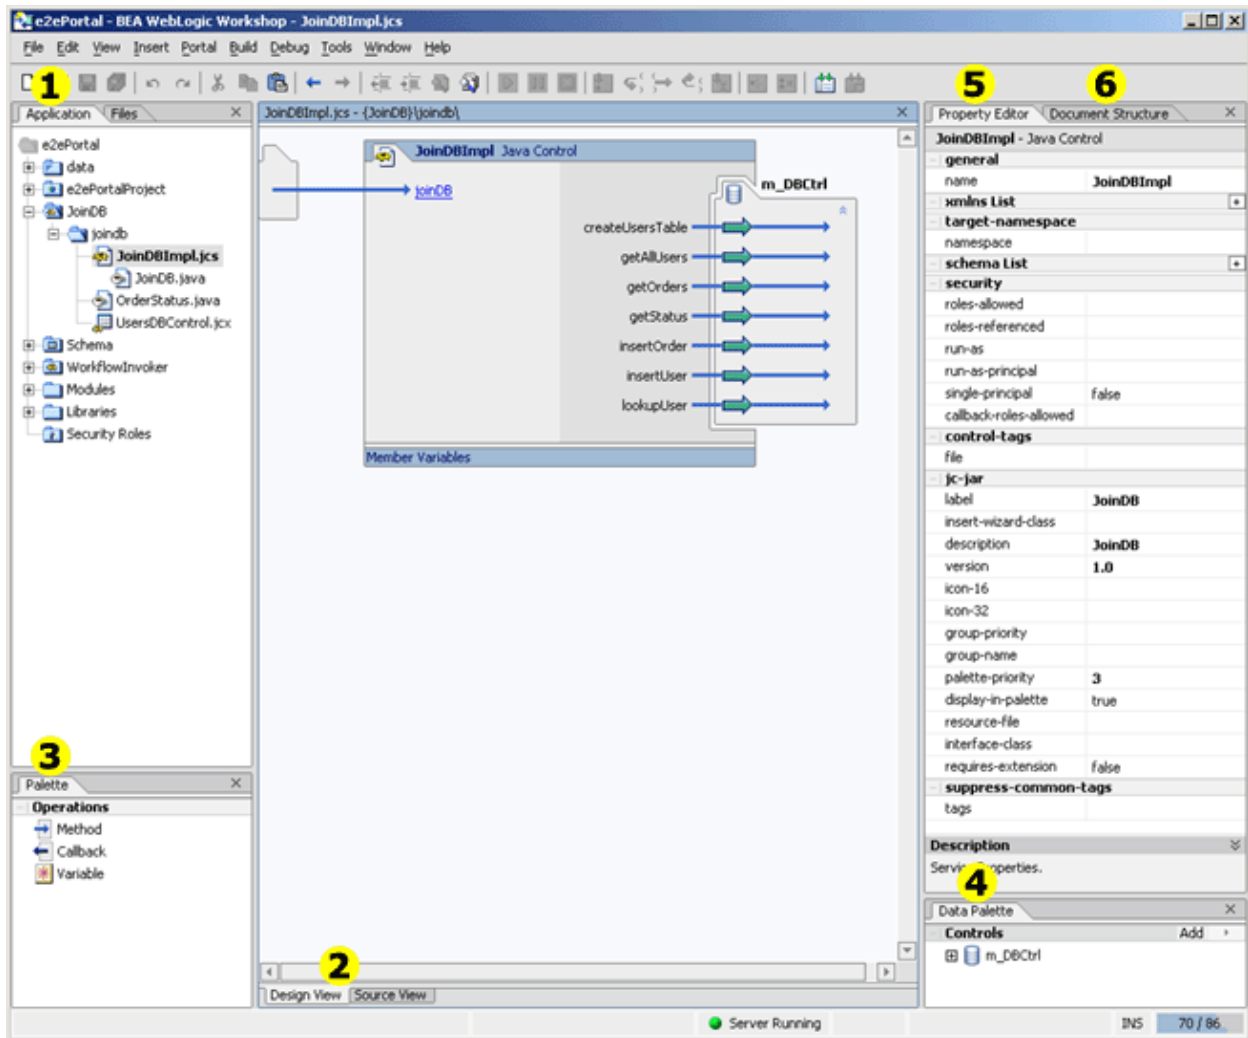 e2ePortal - BEA WebLogic Workshop - JoinDBImpl.jcs
File Edit View Insert Portal Build Debug Tools Window Help
1
5
6
Application Files
JoinDBImpl.jcs - {JoinDB}\joindb\
Property Editor Document Structure
e2ePortal
data
e2ePortalProject
JoinDB
joindb
JoinDBImpl.jcs
JoinDB.java
OrderStatus.java
UsersDBControl.jcx
Schema
WorkflowInvoker
Modules
Libraries
Security Roles
3
Palette
Operations
Method
Callback
Variable
JoinDBImpl Java Control
joinDB
m_DBCtrl
createUsersTable
getAllUsers
getOrders
getStatus
insertOrder
insertUser
lookupUser
Member Variables
2
Design View Source View
JoinDBImpl - Java Control
general
name JoinDBImpl
xmlns List
target-namespace
namespace
schema List
security
roles-allowed
roles-referenced
run-as
run-as-principal
single-principal false
callback-roles-allowed
control-tags
file
jc-jar
label JoinDB
insert-wizard-class
description JoinDB
version 1.0
icon-16
icon-32
group-priority
group-name
palette-priority 3
display-in-palette true
resource-file
interface-class
requires-extension false
suppress-common-tags
tags
Description
Service Properties.
4
Data Palette
Controls Add
m_DBCtrl
Server Running
INS 70 / 86